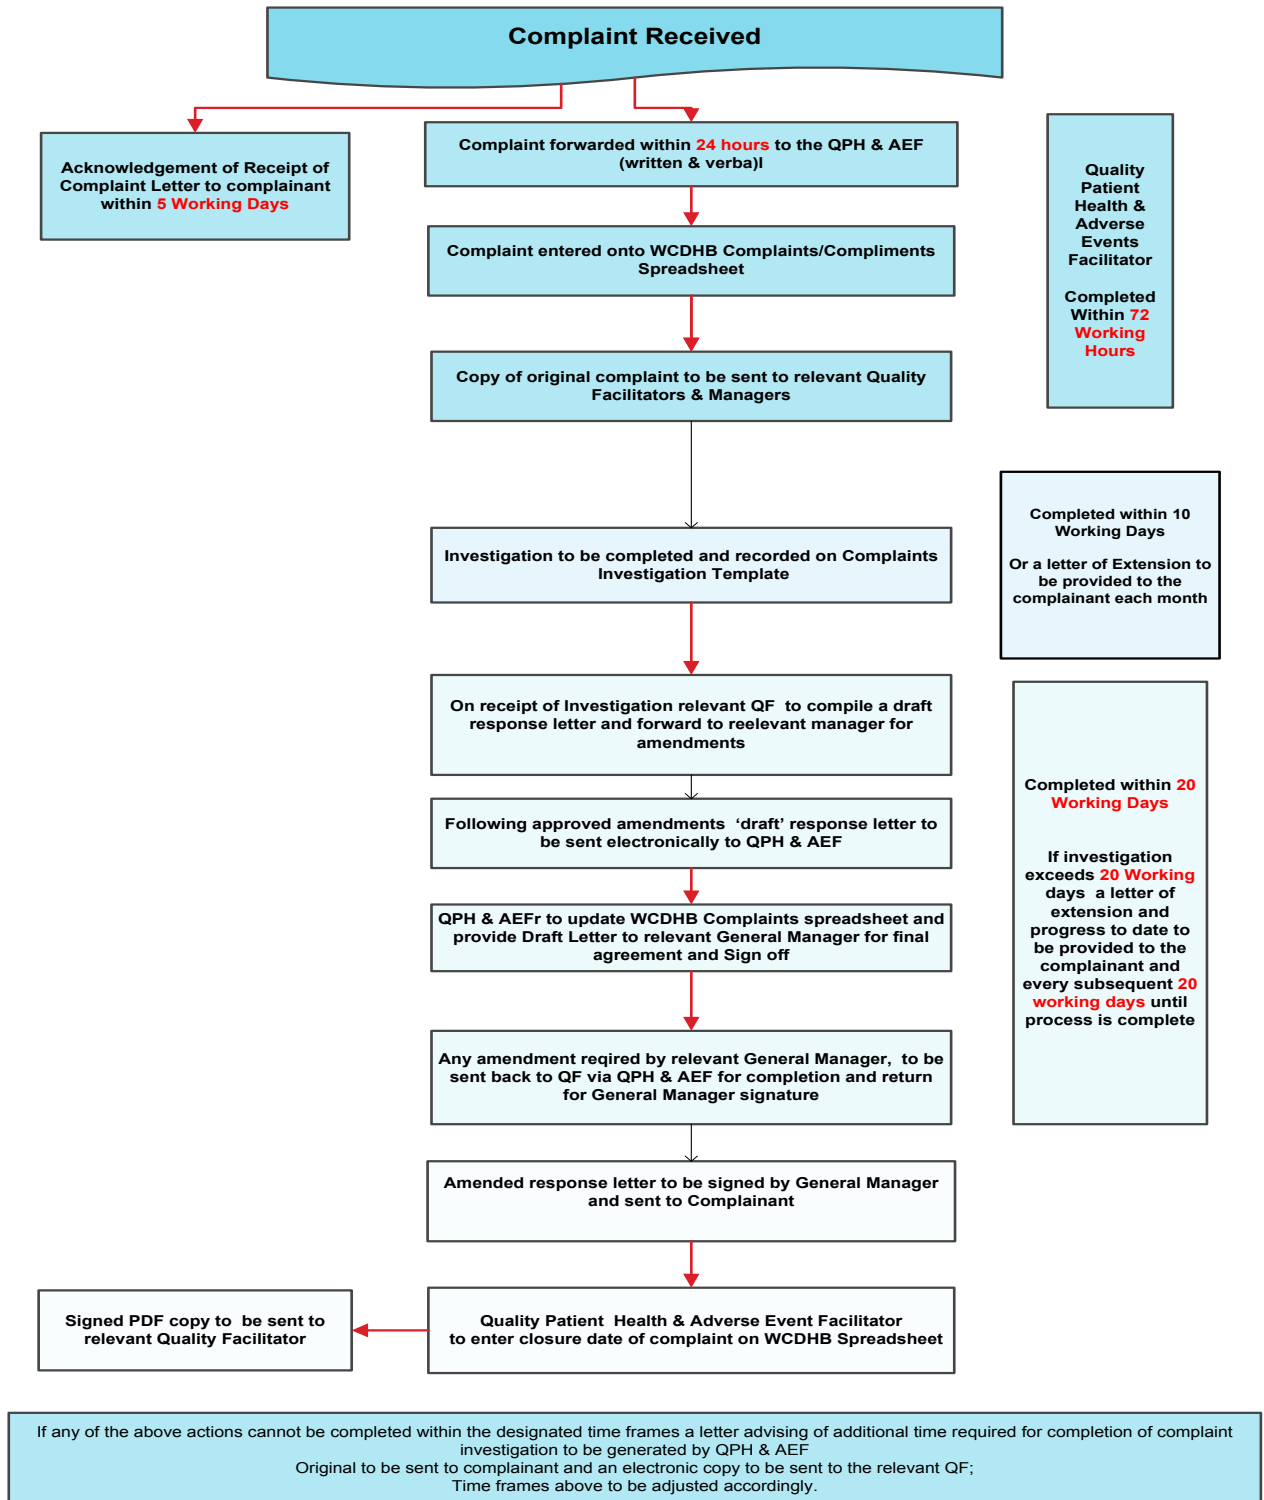 Complaint Received
Acknowledgement of Receipt of
Complaint Letter to complainant
within 5 Working Days
Complaint forwarded within 24 hours to the QPH & AEF
(written & verba)l
Quality
Patient
Health &
Adverse
Events
Facilitator
Completed
Within 72
Working
Hours
Complaint entered onto WCDHB Complaints/Compliments
Spreadsheet
Copy of original complaint to be sent to relevant Quality
Facilitators & Managers
Completed within 10
Working Days
Or a letter of Extension to
be provided to the
complainant each month
Investigation to be completed and recorded on Complaints
Investigation Template
On receipt of Investigation relevant QF to compile a draft
response letter and forward to reelevant manager for
amendments
Completed within 20
Working Days
If investigation
exceeds 20 Working
days a letter of
extension and
progress to date to
be provided to the
complainant and
every subsequent 20
working days until
process is complete
Following approved amendments ‘draft’ response letter to
be sent electronically to QPH & AEF
QPH & AEFr to update WCDHB Complaints spreadsheet and
provide Draft Letter to relevant General Manager for final
agreement and Sign off
Any amendment reqired by relevant General Manager, to be
sent back to QF via QPH & AEF for completion and return
for General Manager signature
Amended response letter to be signed by General Manager
and sent to Complainant
Signed PDF copy to be sent to
relevant Quality Facilitator
Quality Patient Health & Adverse Event Facilitator
to enter closure date of complaint on WCDHB Spreadsheet
If any of the above actions cannot be completed within the designated time frames a letter advising of additional time required for completion of complaint
investigation to be generated by QPH & AEF
Original to be sent to complainant and an electronic copy to be sent to the relevant QF;
Time frames above to be adjusted accordingly.